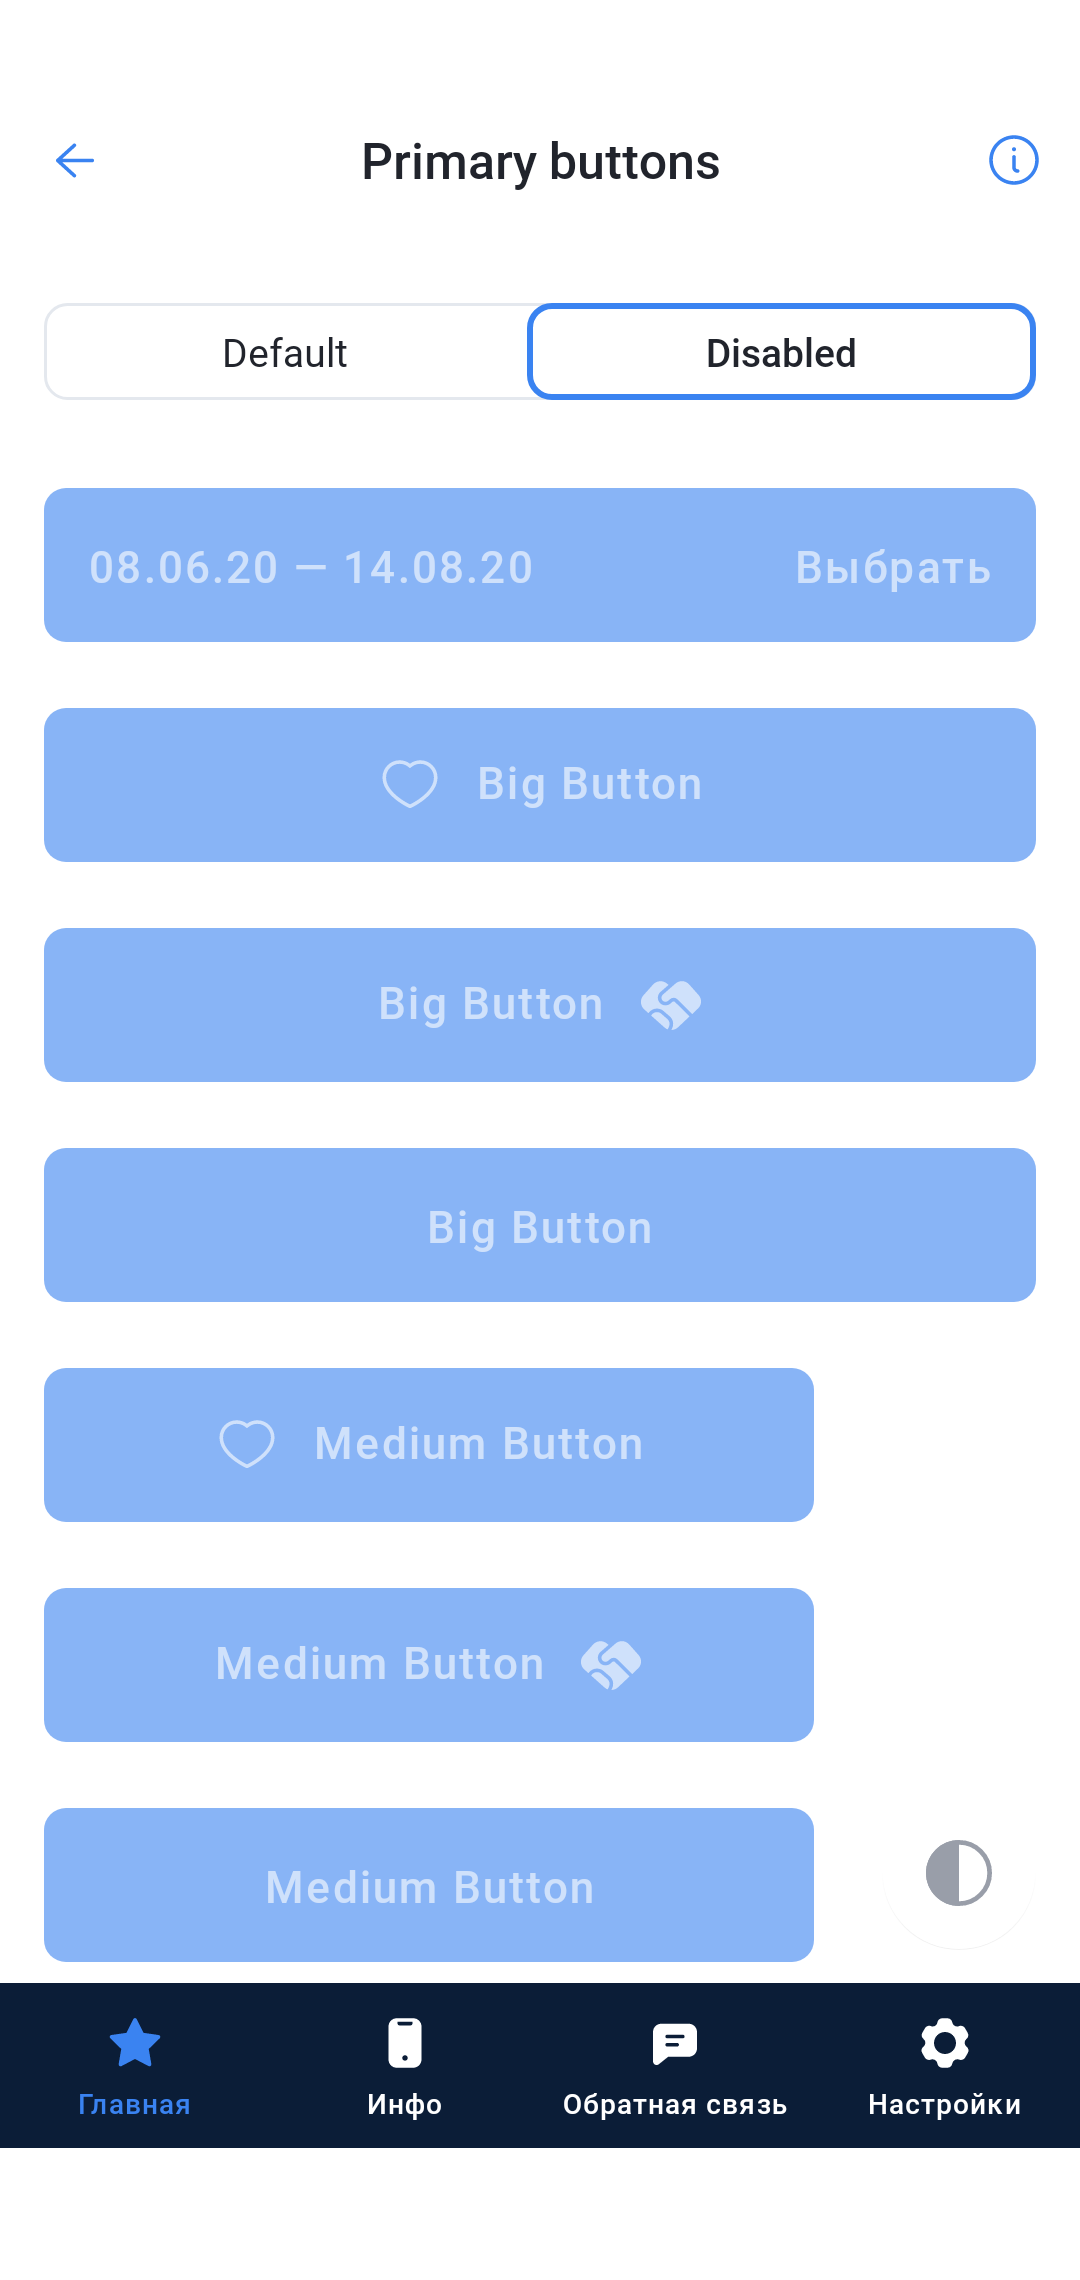 Primary buttons
Default
Disabled
08.06.20 — 14.08.20
Выбрать
Big Button
Big Button
Big Button
Medium Button
Medium Button
Medium Button
Главная
Инфо
Обратная связь
Настройки